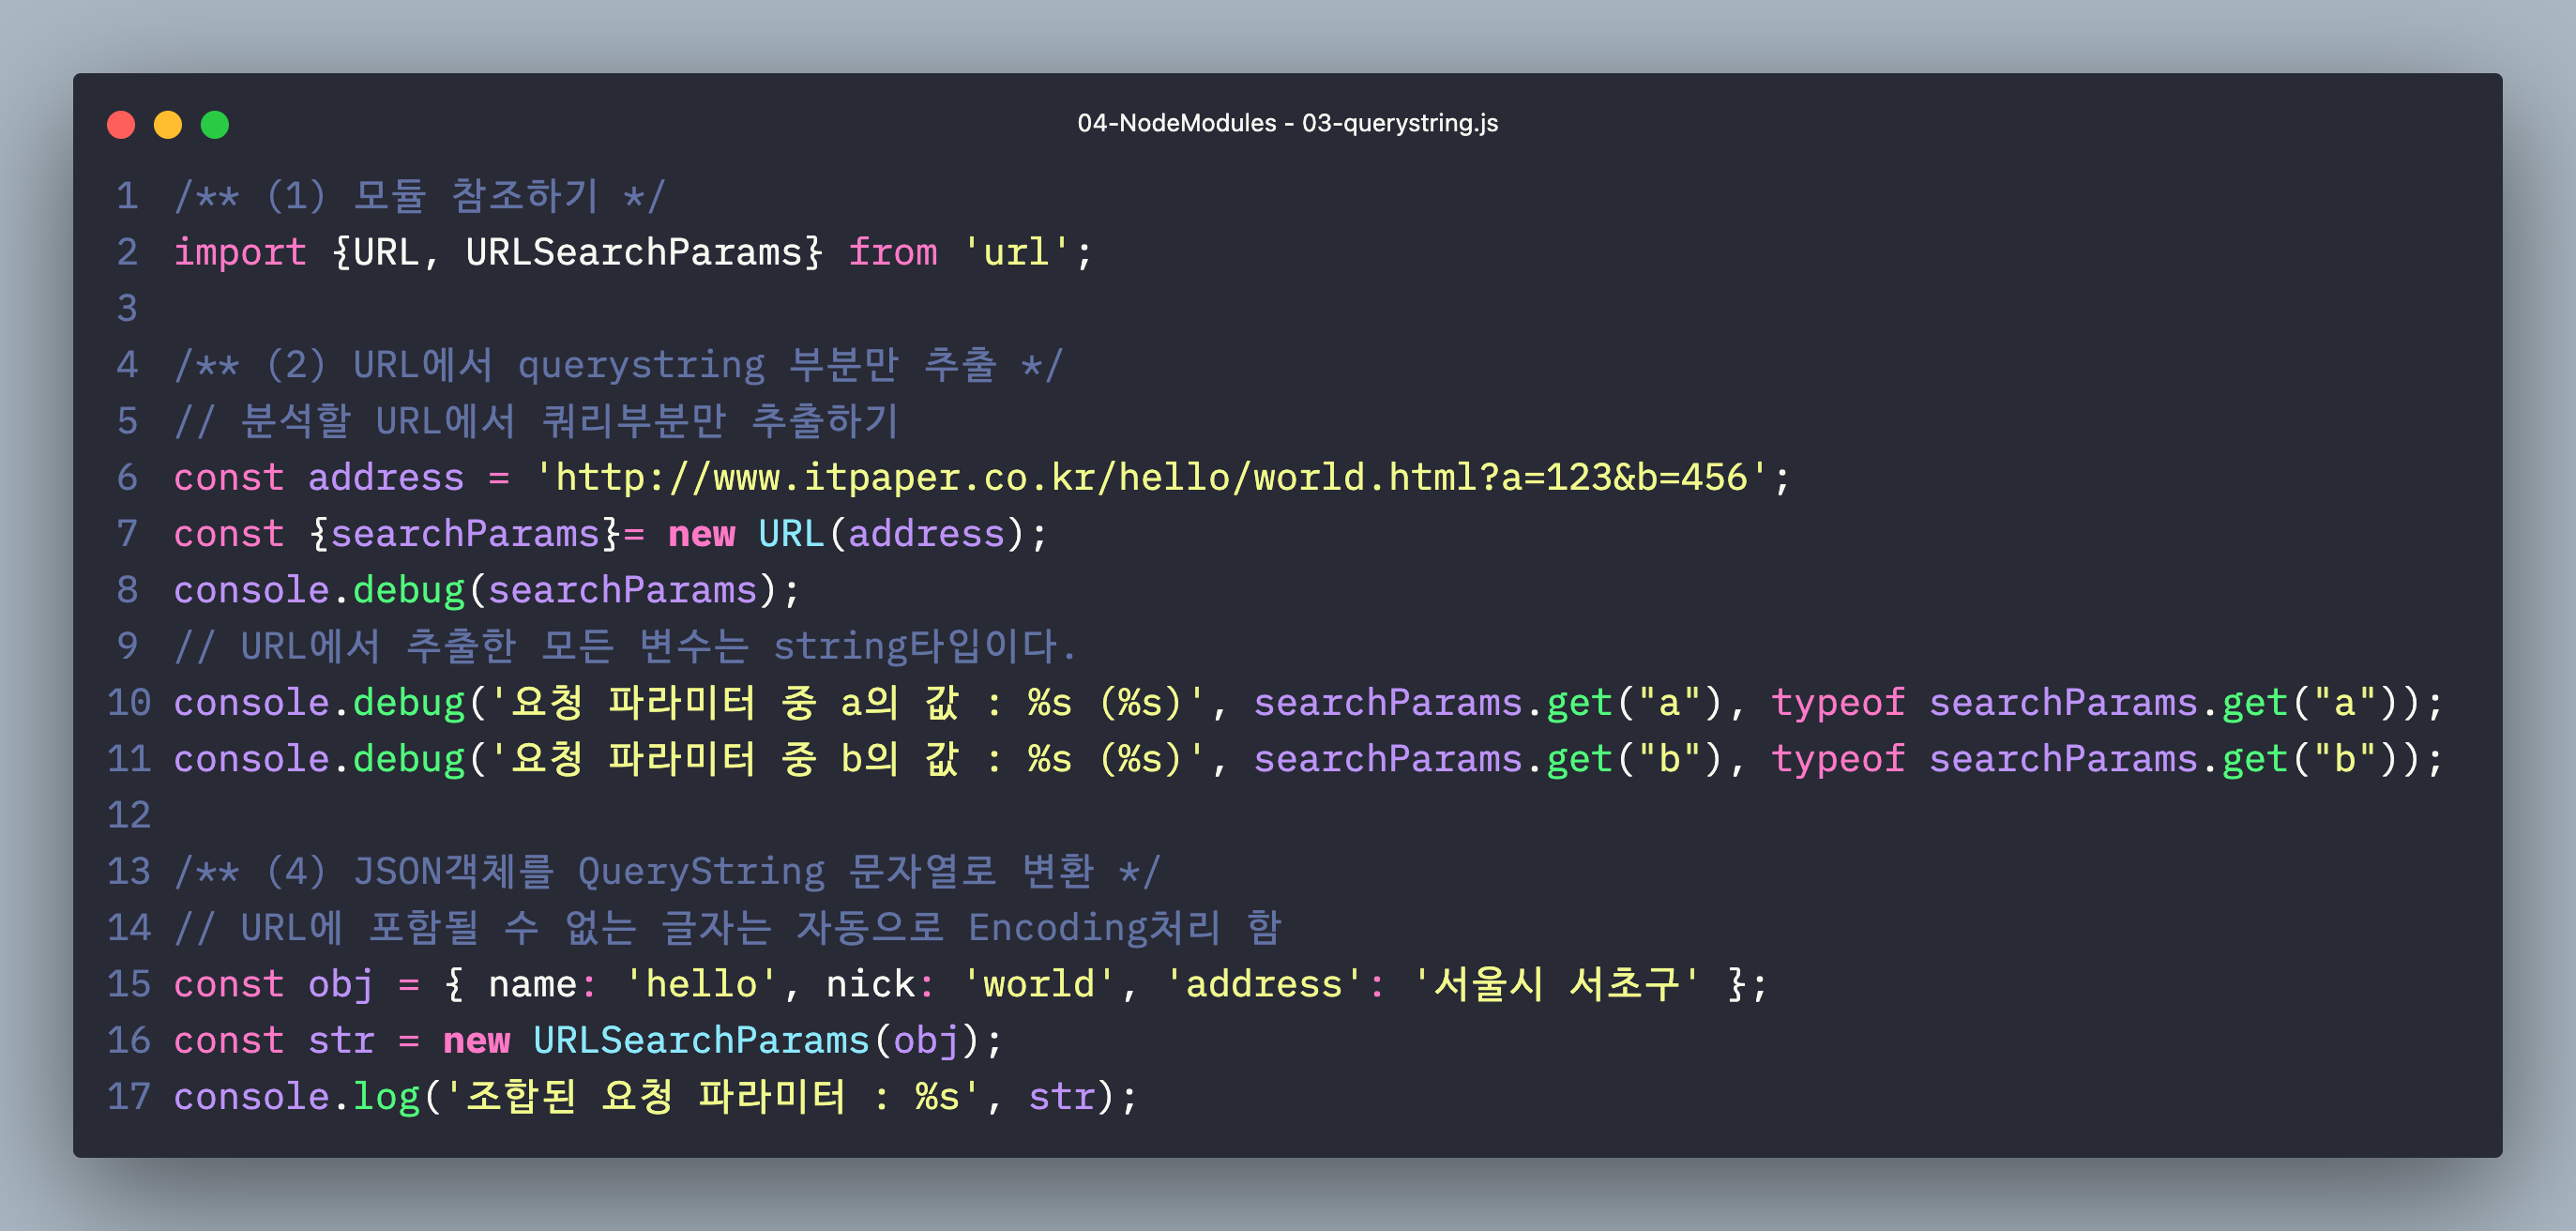 04-NodeModules - 03-querystring.js
1 /** (1) 모듈 참조하기 */
2 import {URL, URLSearchParams} from 'url';
3
4 /** (2) URL에서 querystring 부분만 추출 */
5 // 분석할 URL에서 쿼리부분만 추출하기
6 const address = 'http://www.itpaper.co.kr/hello/world.html?a=123&b=456';
7 const {searchParams}= new URL(address);
8 console.debug(searchParams);
9 // URL에서 추출한 모든 변수는 string타입이다.
10 console.debug('요청 파라미터 중 a의 값 : %s (%s)', searchParams.get("a"), typeof searchParams.get("a"));
11 console.debug('요청 파라미터 중 b의 값 : %s (%s)', searchParams.get("b"), typeof searchParams.get("b"));
12
13 /** (4) JSON객체를 QueryString 문자열로 변환 */
14 // URL에 포함될 수 없는 글자는 자동으로 Encoding처리 함
15 const obj = { name: 'hello', nick: 'world', 'address': '서울시 서초구' };
16 const str = new URLSearchParams(obj);
17 console.log('조합된 요청 파라미터 : %s', str);